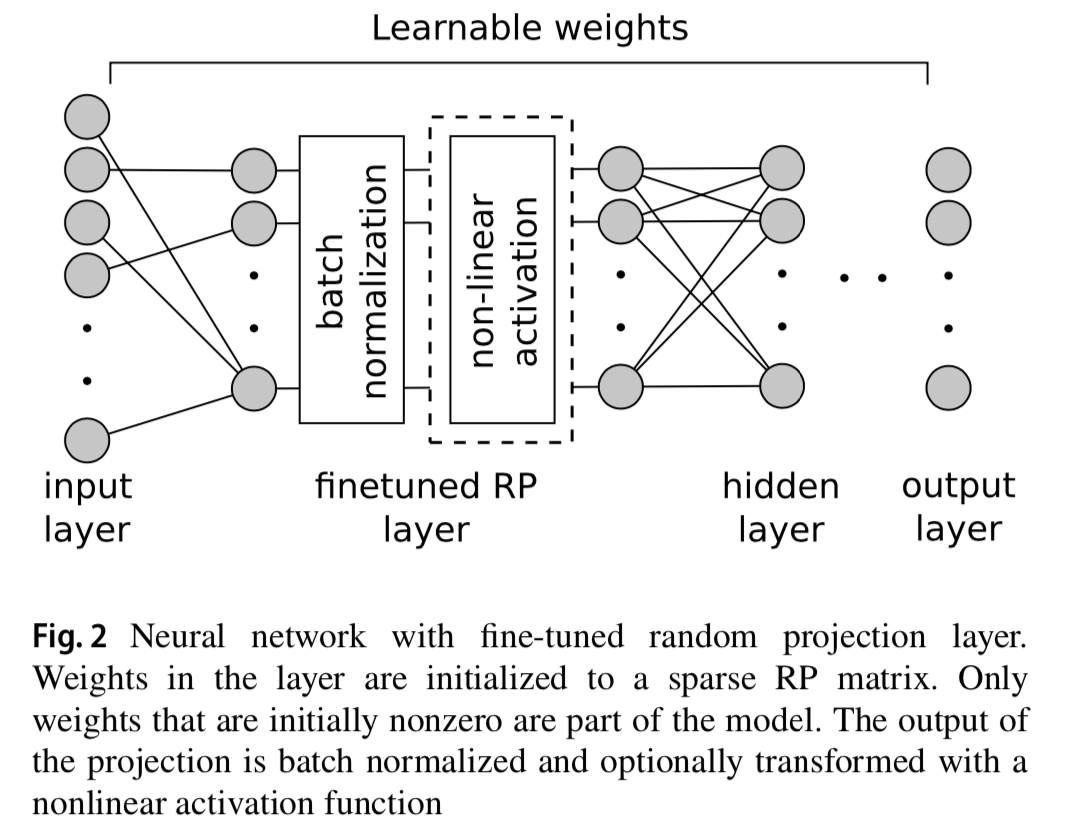 Learnable weights
batch
normalization
non-linear
activation
input
layer
finetuned RP
layer
hidden
layer
output
layer
Fig. 2 Neural network with fine-tuned random projection layer.
Weights in the layer are initialized to a sparse RP matrix. Only
weights that are initially nonzero are part of the model. The output of
the projection is batch normalized and optionally transformed with a
nonlinear activation function